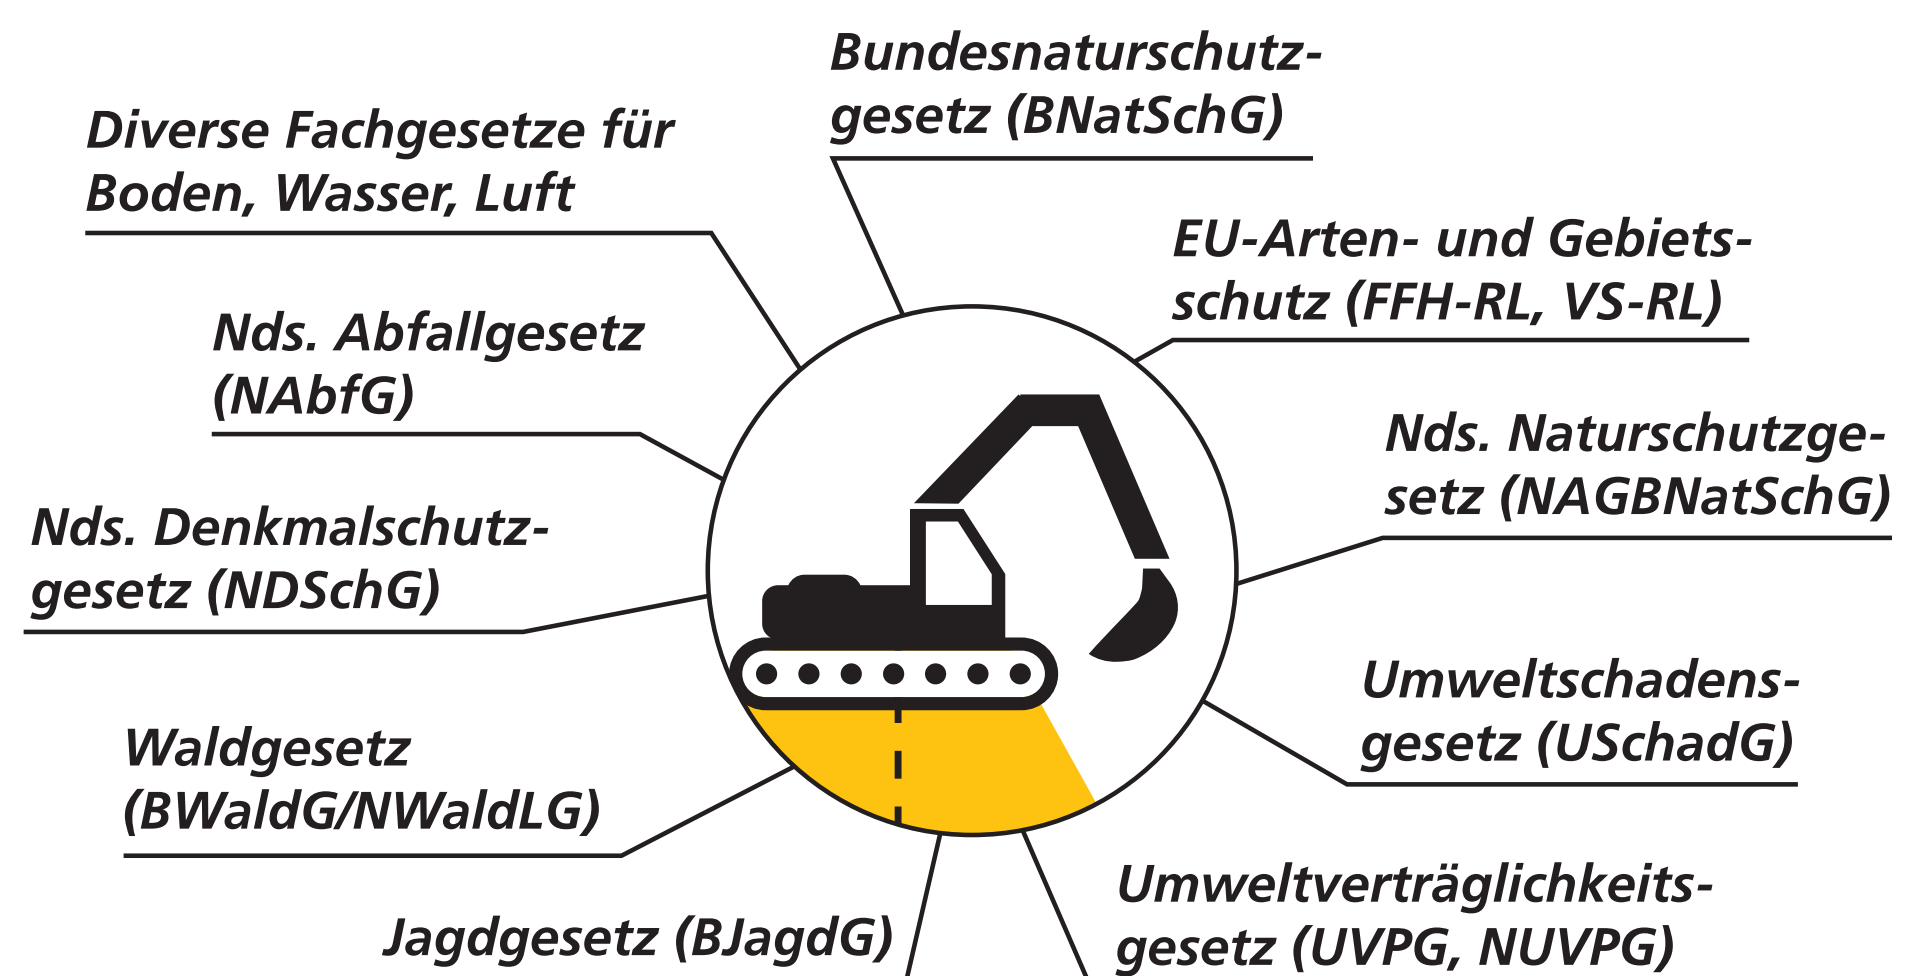 Bundesnaturschutz-
gesetz (BNatSchG)
Diverse Fachgesetze für
Boden, Wasser, Luft
EU-Arten- und Gebiets-
schutz (FFH-RL, VS-RL)
Nds. Abfallgesetz
(NAbfG)
Nds. Naturschutzge-
setz (NAGBNatSchG)
Nds. Denkmalschutz-
gesetz (NDSchG)
Umweltschadens-
gesetz (USchadG)
Waldgesetz
(BWaldG/NWaldLG)
Umweltverträglichkeits-
gesetz (UVPG, NUVPG)
Jagdgesetz (BJagdG)